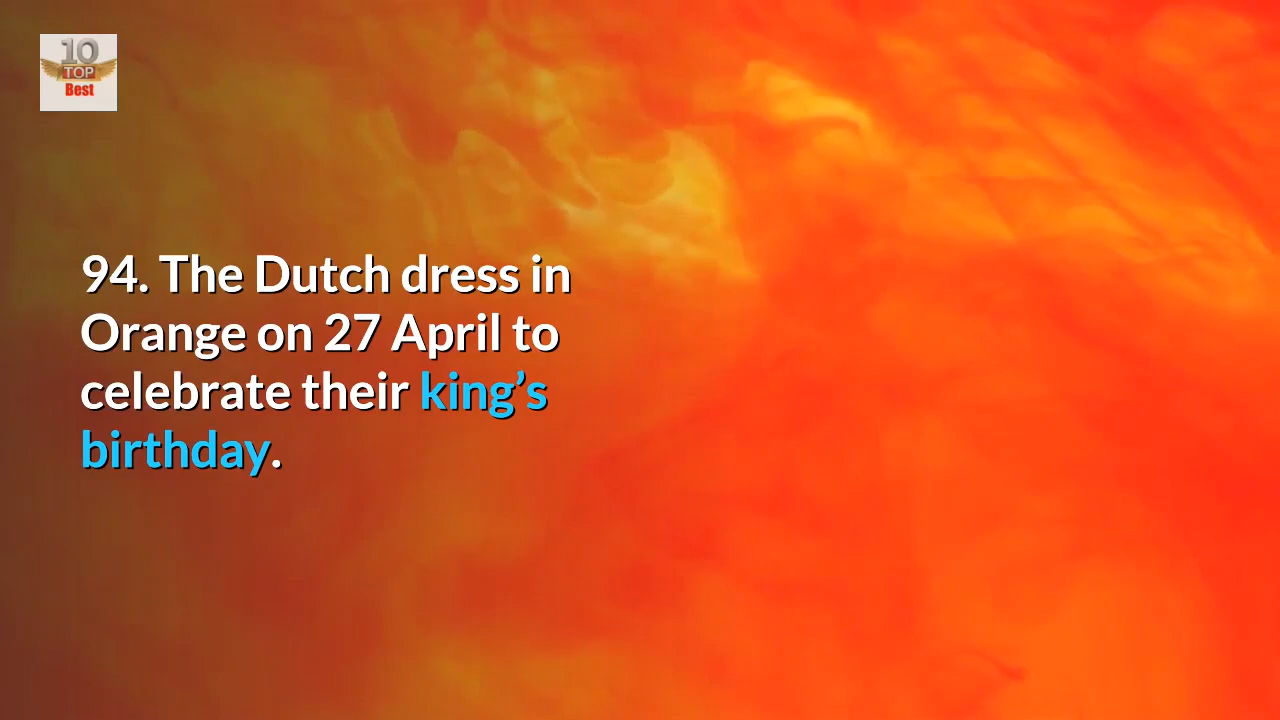 10
TOP
Best
94. The Dutch dress in
Orange on 27 April to
celebrate their king’s
birthday.